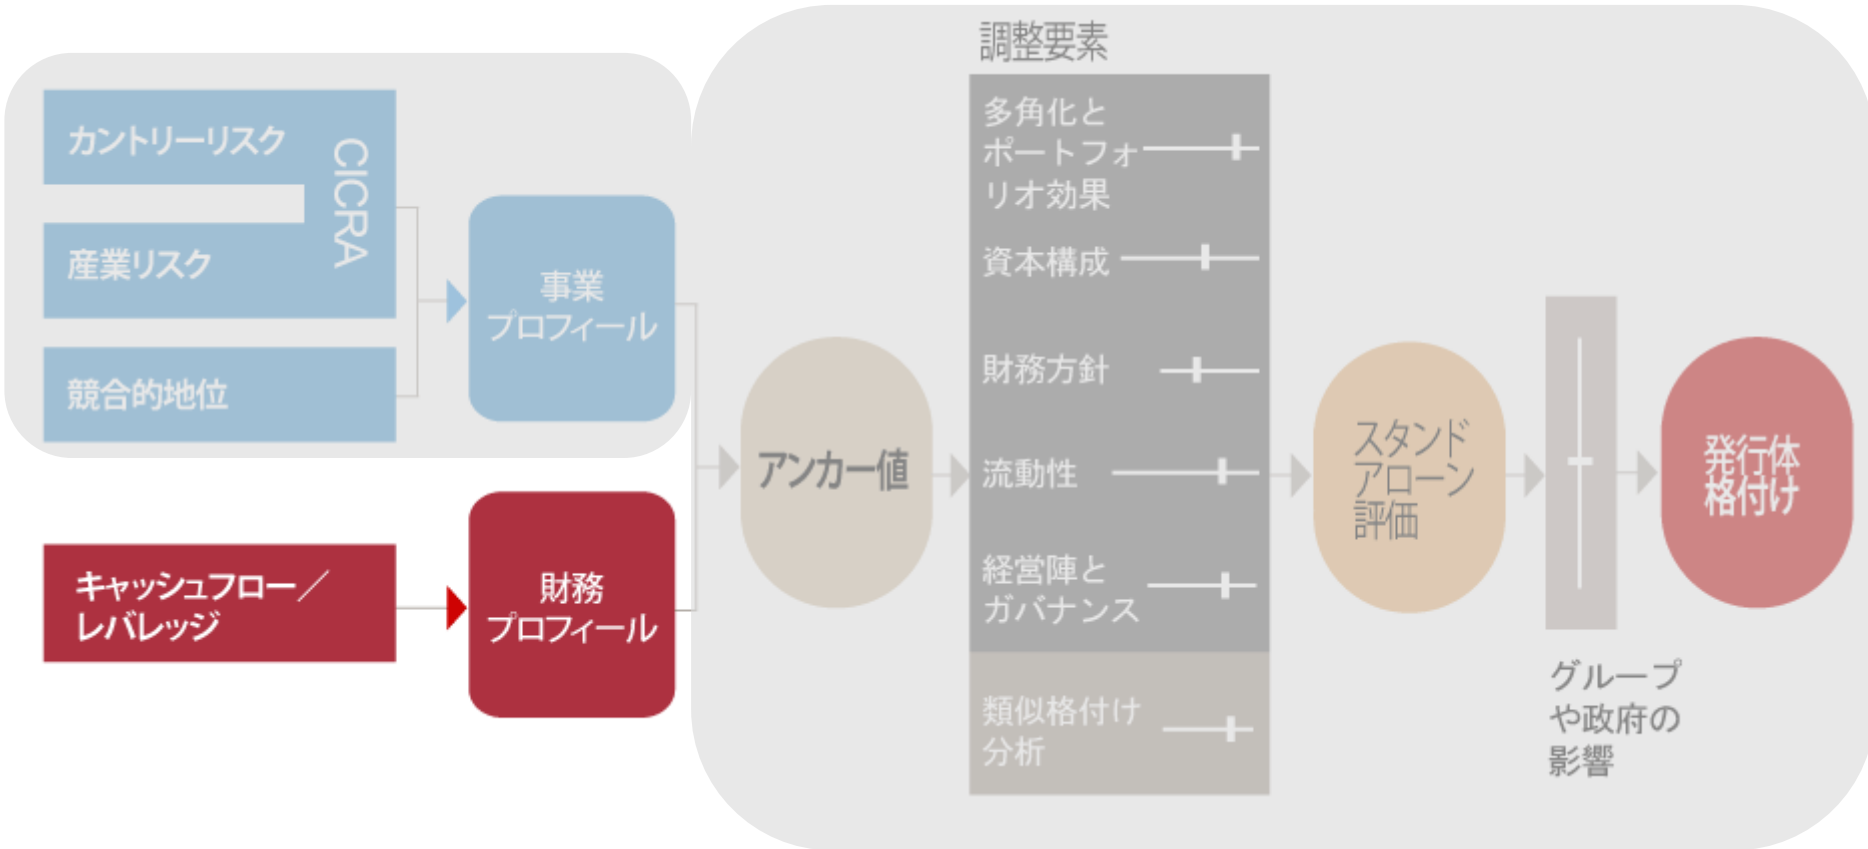 カントリーリスク
CICRA
産業リスク
競合的地位
事業
プロフィール
キャッシュフロー／
レバレッジ
財務
プロフィール
アンカー値
調整要素
多角化と
ポートフォ
リオ効果
資本構成
財務方針
流動性
経営陣と
ガバナンス
類似格付け
分析
スタンド
アローン
評価
グループ
や政府の
影響
発行体
格付け